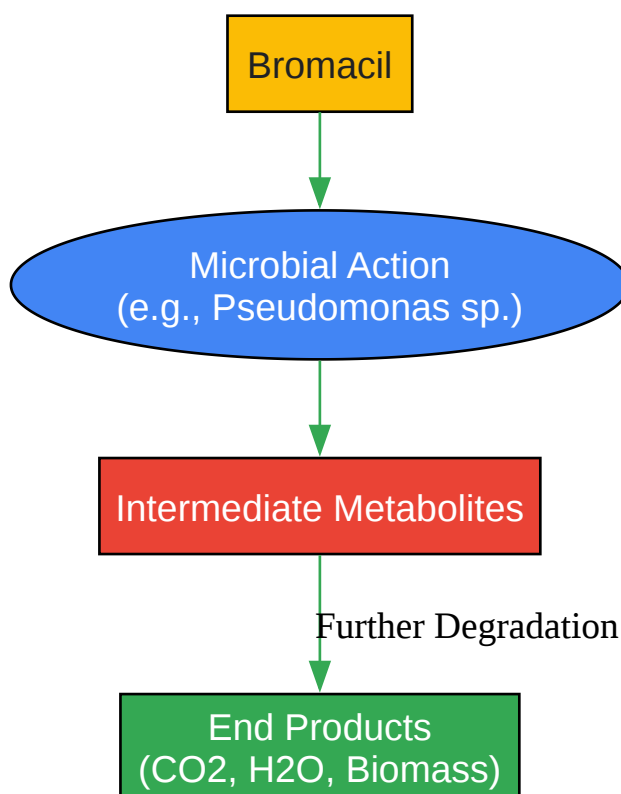 Bromacil
Microbial Action
(e.g., Pseudomonas sp.)
Intermediate Metabolites
Further Degradation
End Products
(CO2, H2O, Biomass)